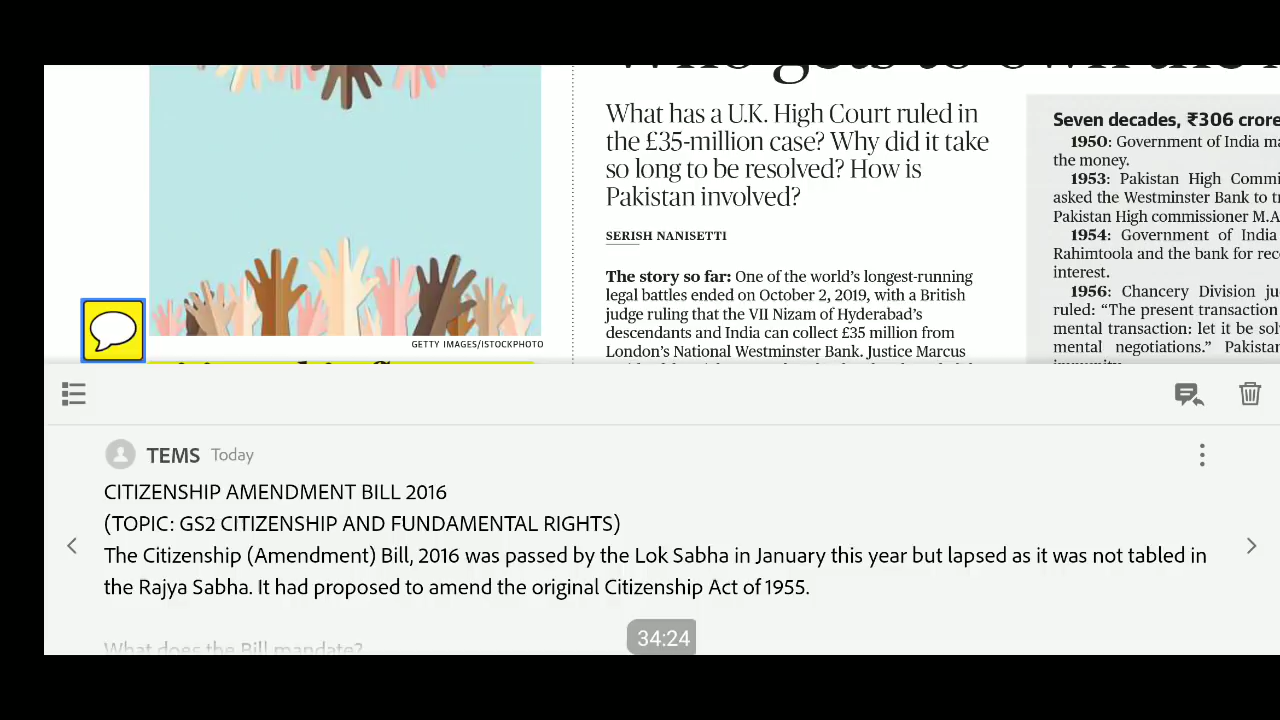 What has a U.K. High Court ruled in
the £35-million case? Why did it take
so long to be resolved? How is
Pakistan involved?
SERISH NANISETTI
The story so far: One of the world’s longest-running
legal battles ended on October 2, 2019, with a British
judge ruling that the VII Nizam of Hyderabad’s
descendants and India can collect £35 million from
London’s National Westminster Bank. Justice Marcus
Seven decades, ₹306 crore
1950: Government of India
the money.
1953: Pakistan High
asked the Westminster Bank to
Pakistan High commissioner M.A
1954: Government of India
Rahimtoola and the bank for
interest.
1956: Chancery Division
ruled: “The present transaction
mental transaction: let it be
mental negotiations.”
GETTY IMAGES/ISTOCKPHOTO
TEMS Today
CITIZENSHIP AMENDMENT BILL 2016
(TOPIC: GS2 CITIZENSHIP AND FUNDAMENTAL RIGHTS)
The Citizenship (Amendment) Bill, 2016 was passed by the Lok Sabha in January this year but lapsed as it was not tabled in
the Rajya Sabha. It had proposed to amend the original Citizenship Act of 1955.
What does the Bill mandate?
34:24